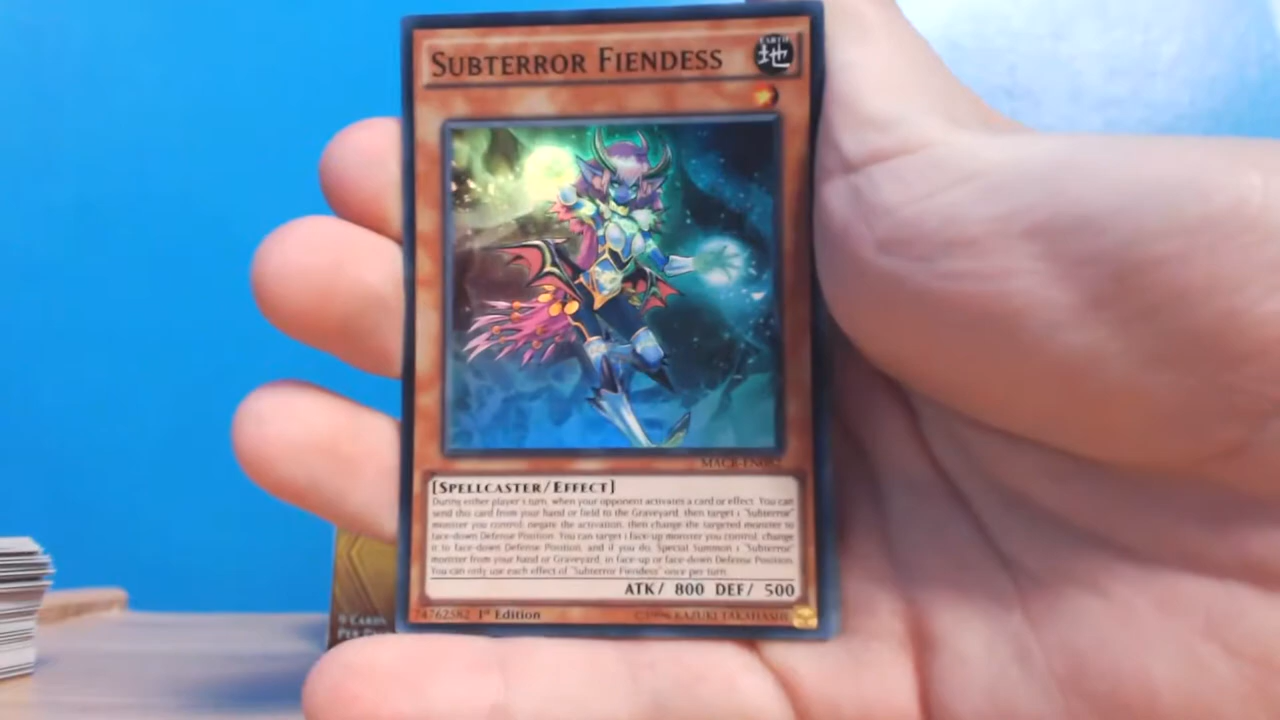 SUBTERROR FIENDESS
EARTH
地
MACR-EN082
[SPELLCASTER/EFFECT]
During either player's turn, when your opponent activates a card or effect: You can
send this card from your hand or field to the Graveyard, then target 1 "Subterror"
monster you control; negate the activation, then change the targeted monster to
face-down Defense Position. You can target 1 face-up monster you control; change
it to face-down Defense Position, and if you do, Special Summon 1 "Subterror"
monster from your hand or Graveyard, in face-up or face-down Defense Position.
You can only use each effect of "Subterror Fiendess" once per turn.
ATK/ 800 DEF/ 500
74762582 1st Edition
©1996 KAZUKI TAKAHASHI
9 CARDS
PER